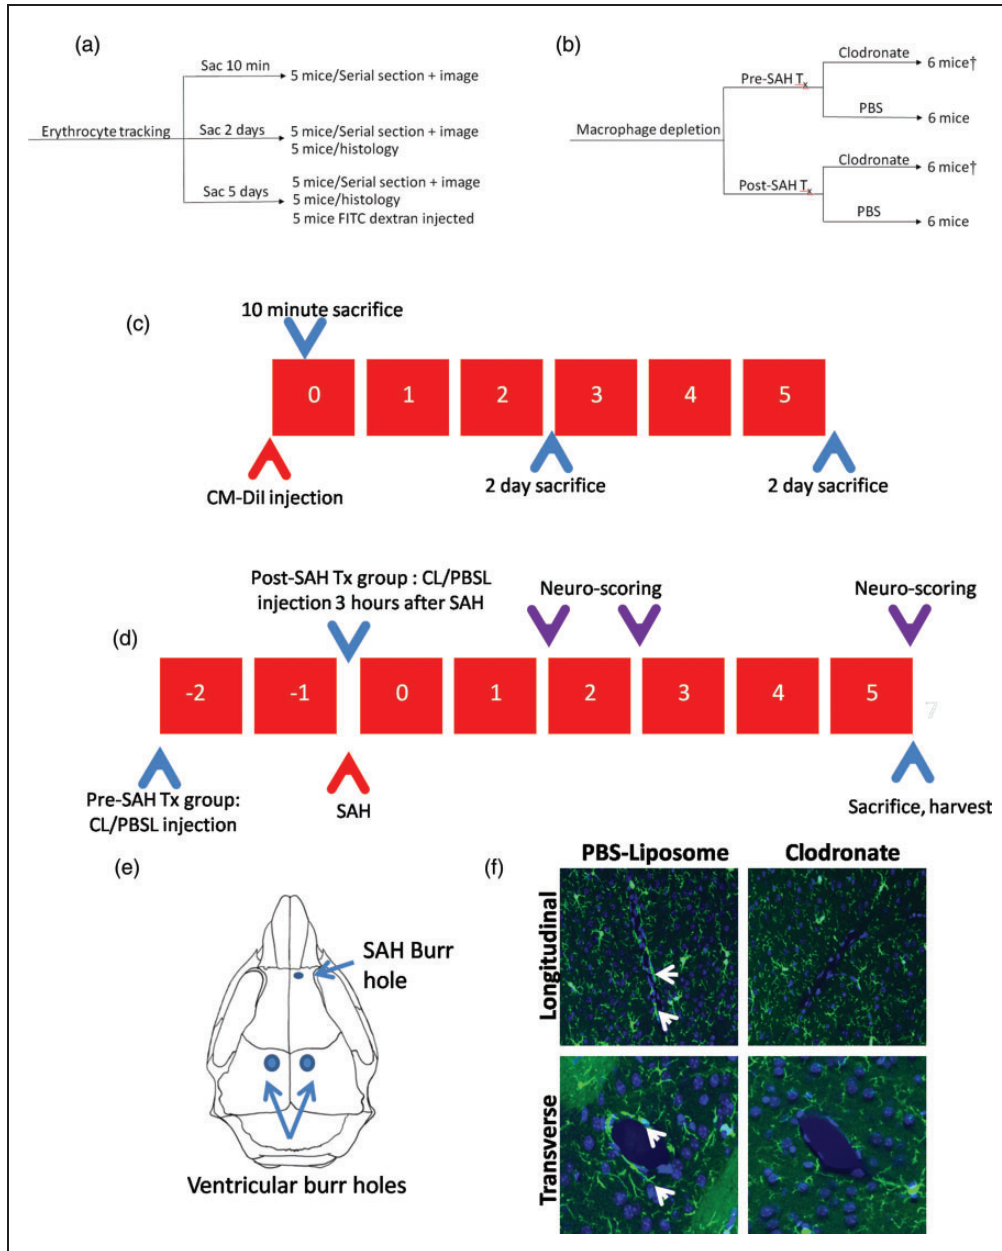 (a)
Sac 10 min
5 mice/Serial section + image
Erythrocyte tracking
Sac 2 days
5 mice/Serial section + image
5 mice/histology
Sac 5 days
5 mice/Serial section + image
5 mice/histology
5 mice FITC dextran injected
(b)
Clodronate
6 mice†
Pre-SAH Tx
PBS
6 mice
Macrophage depletion
Clodronate
6 mice†
Post-SAH Tx
PBS
6 mice
(c)
10 minute sacrifice
0 1 2 3 4 5
CM-DiI injection
2 day sacrifice
2 day sacrifice
(d)
Post-SAH Tx group : CL/PBSL
injection 3 hours after SAH
Neuro-scoring
Neuro-scoring
-2 -1 0 1 2 3 4 5
7
Pre-SAH Tx group:
CL/PBSL injection
SAH
Sacrifice, harvest
(e)
SAH Burr
hole
Ventricular burr holes
(f)
PBS-Liposome
Clodronate
Longitudinal
Transverse